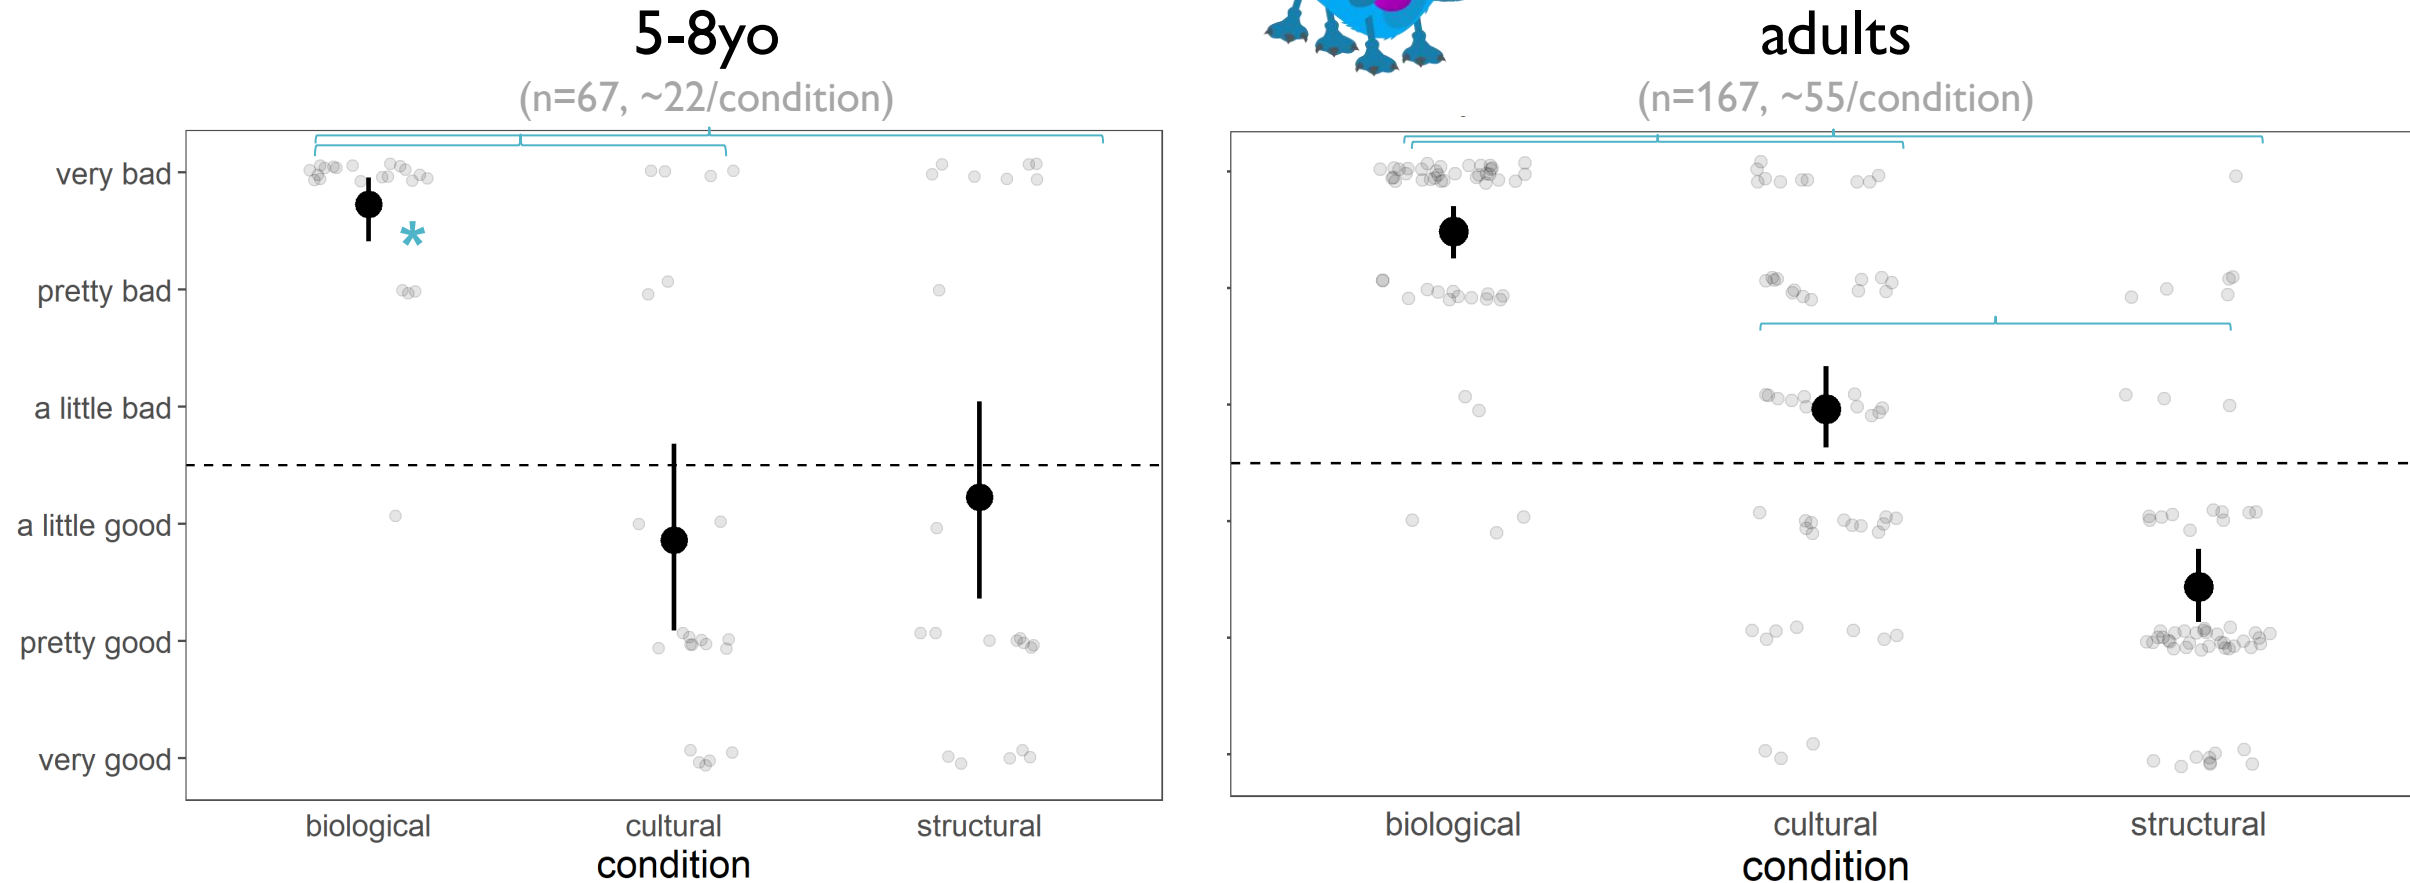 5-8yo
(n=67, ~22/condition)
very bad
pretty bad
a little bad
a little good
pretty good
very good
*
biological cultural structural
condition
adults
(n=167, ~55/condition)
biological cultural structural
condition